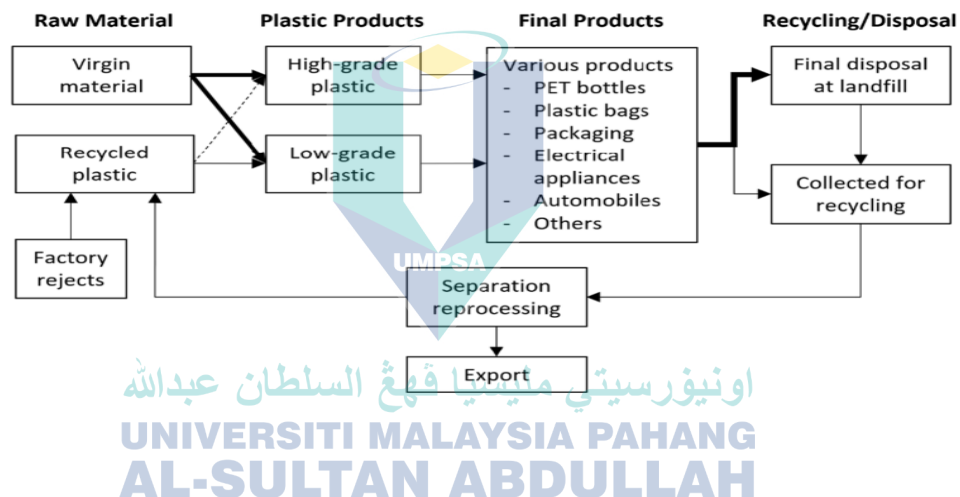 Raw Material
Plastic Products
Final Products
Recycling/Disposal
Virgin
material
High-grade
plastic
Various products
- PET bottles
- Plastic bags
- Packaging
- Electrical
appliances
- Automobiles
- Others
Final disposal
at landfill
Recycled
plastic
Low-grade
plastic
Collected for
recycling
Factory
rejects
UMPSA
Separation
reprocessing
Export
اونيۏرسيتي مليسيا ڤهڠ السلطان عبدالله
UNIVERSITI MALAYSIA PAHANG
AL-SULTAN ABDULLAH